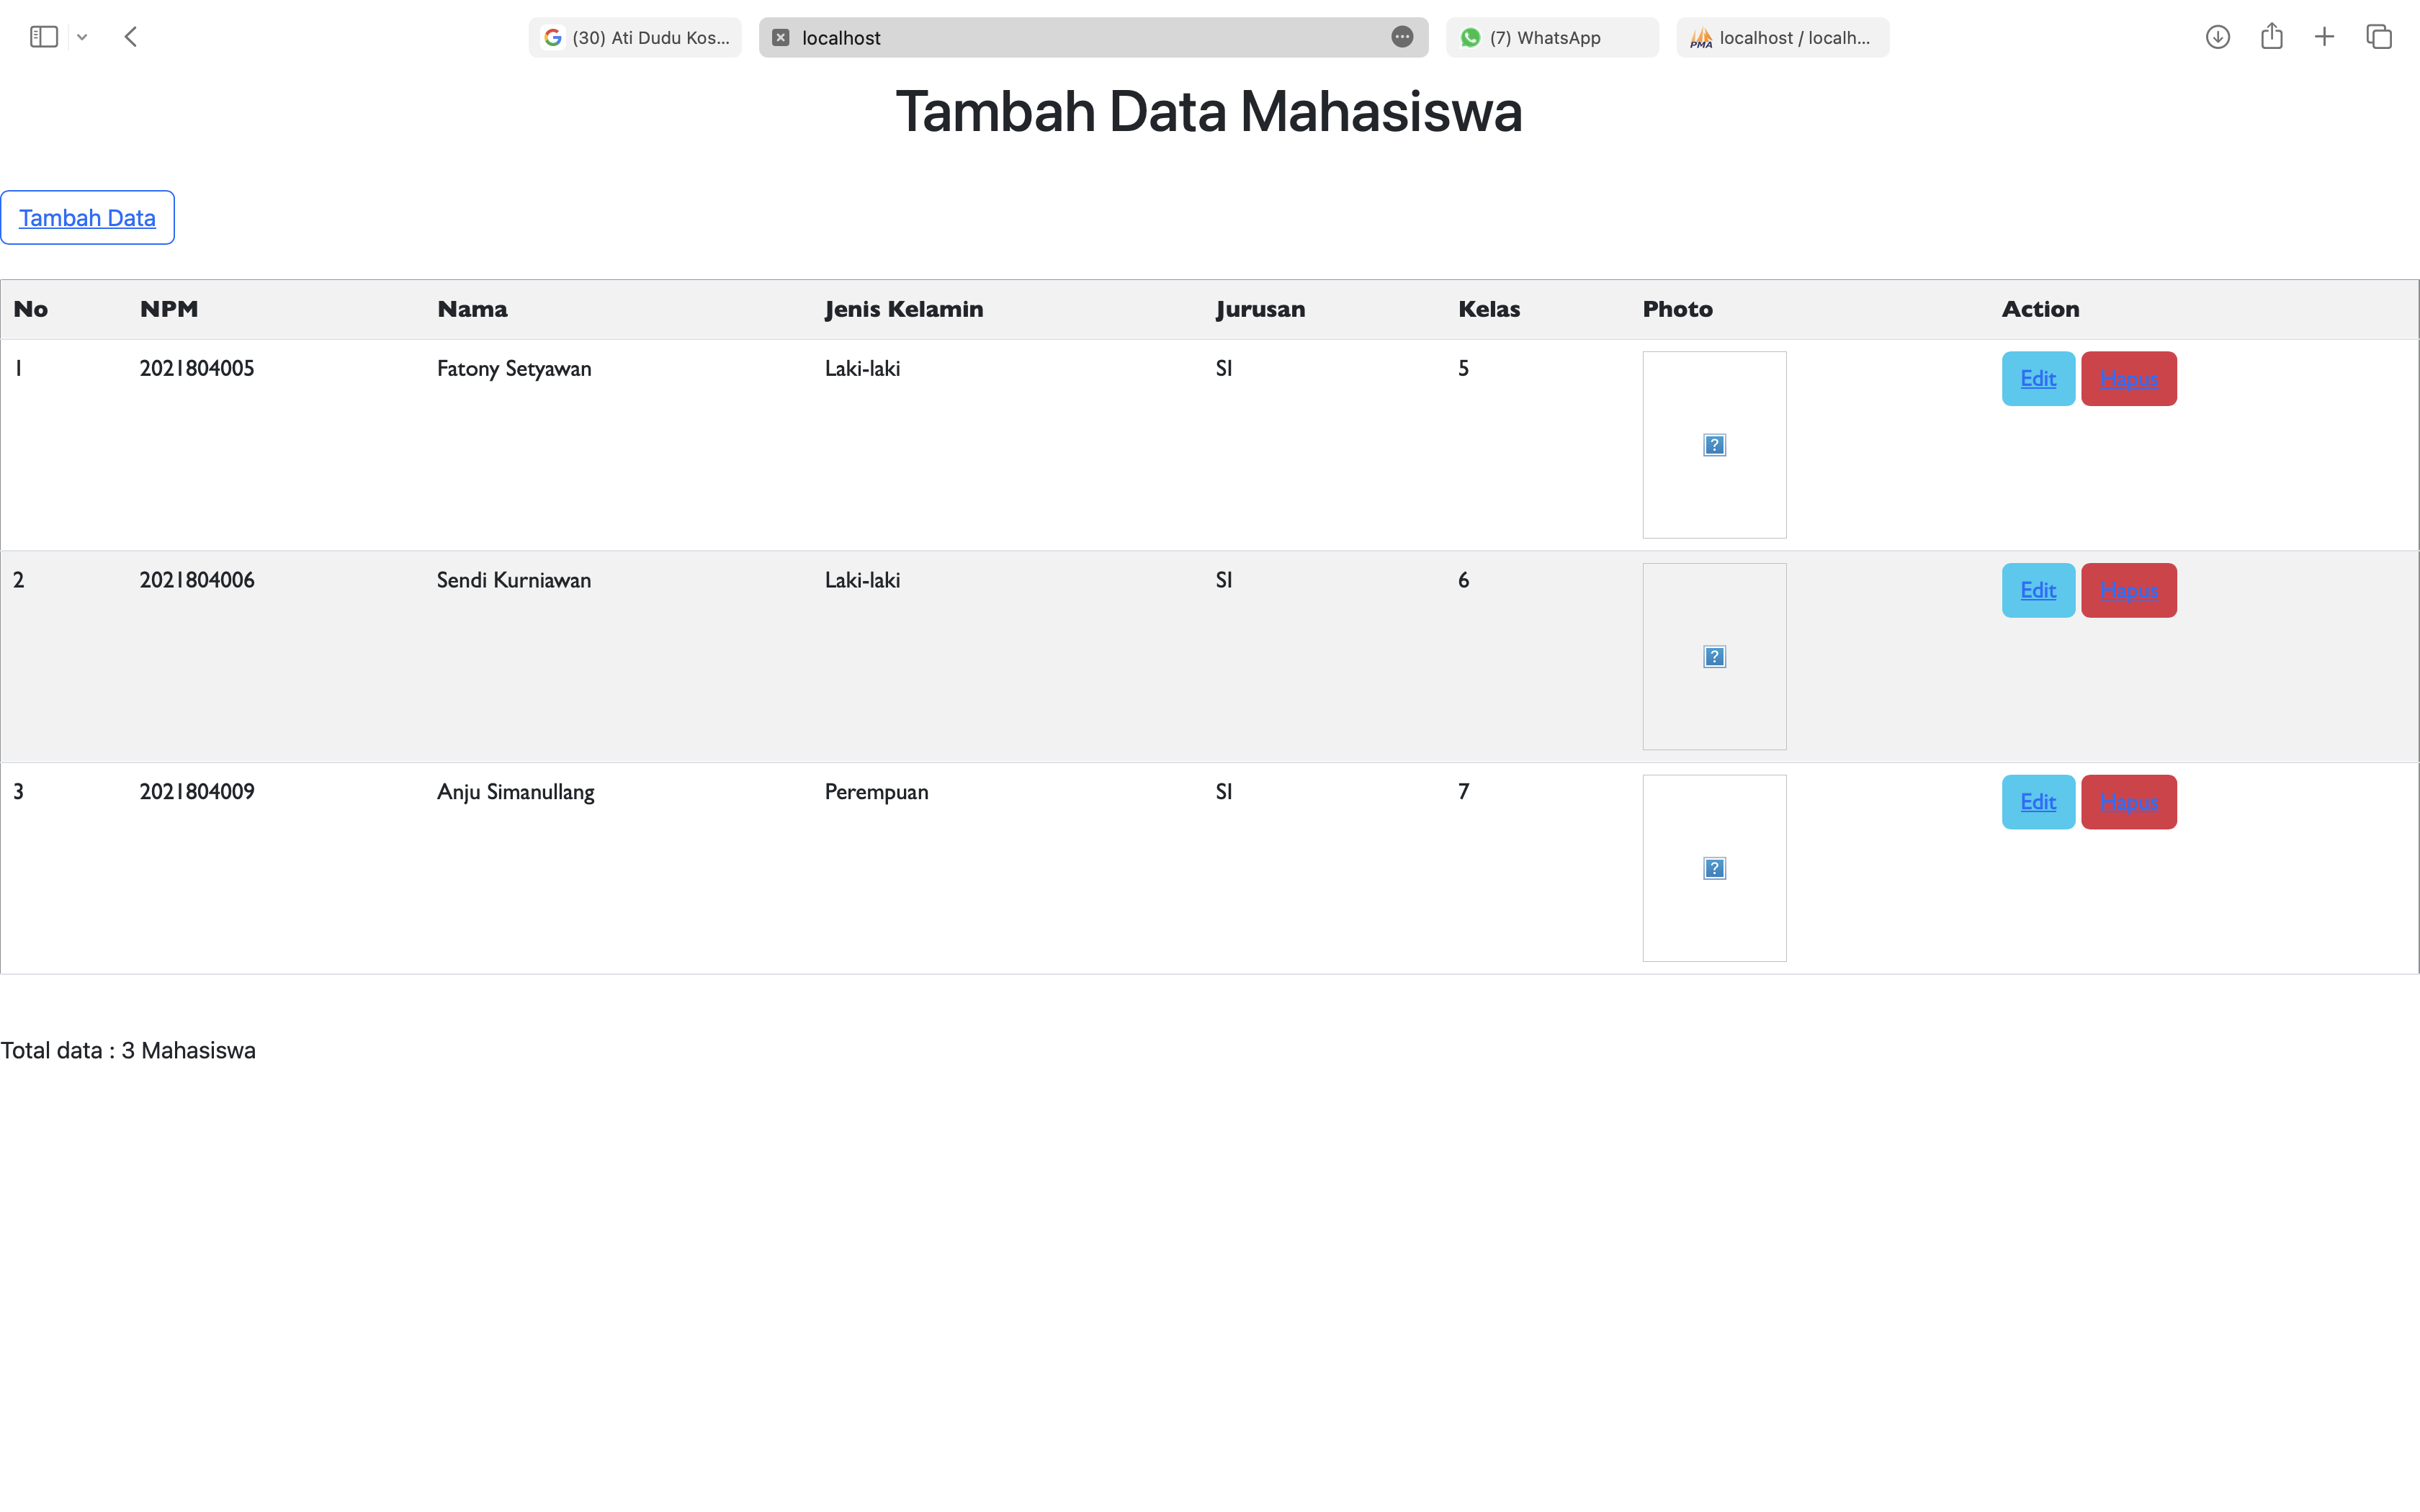 (30) Ati Dudu Kos... localhost (7) WhatsApp PMA localhost / localh...
Tambah Data Mahasiswa
Tambah Data
No NPM Nama Jenis Kelamin Jurusan Kelas Photo Action
1 2021804005 Fatony Setyawan Laki-laki SI 5 ? Edit Hapus
2 2021804006 Sendi Kurniawan Laki-laki SI 6 ? Edit Hapus
3 2021804009 Anju Simanullang Perempuan SI 7 ? Edit Hapus
Total data : 3 Mahasiswa